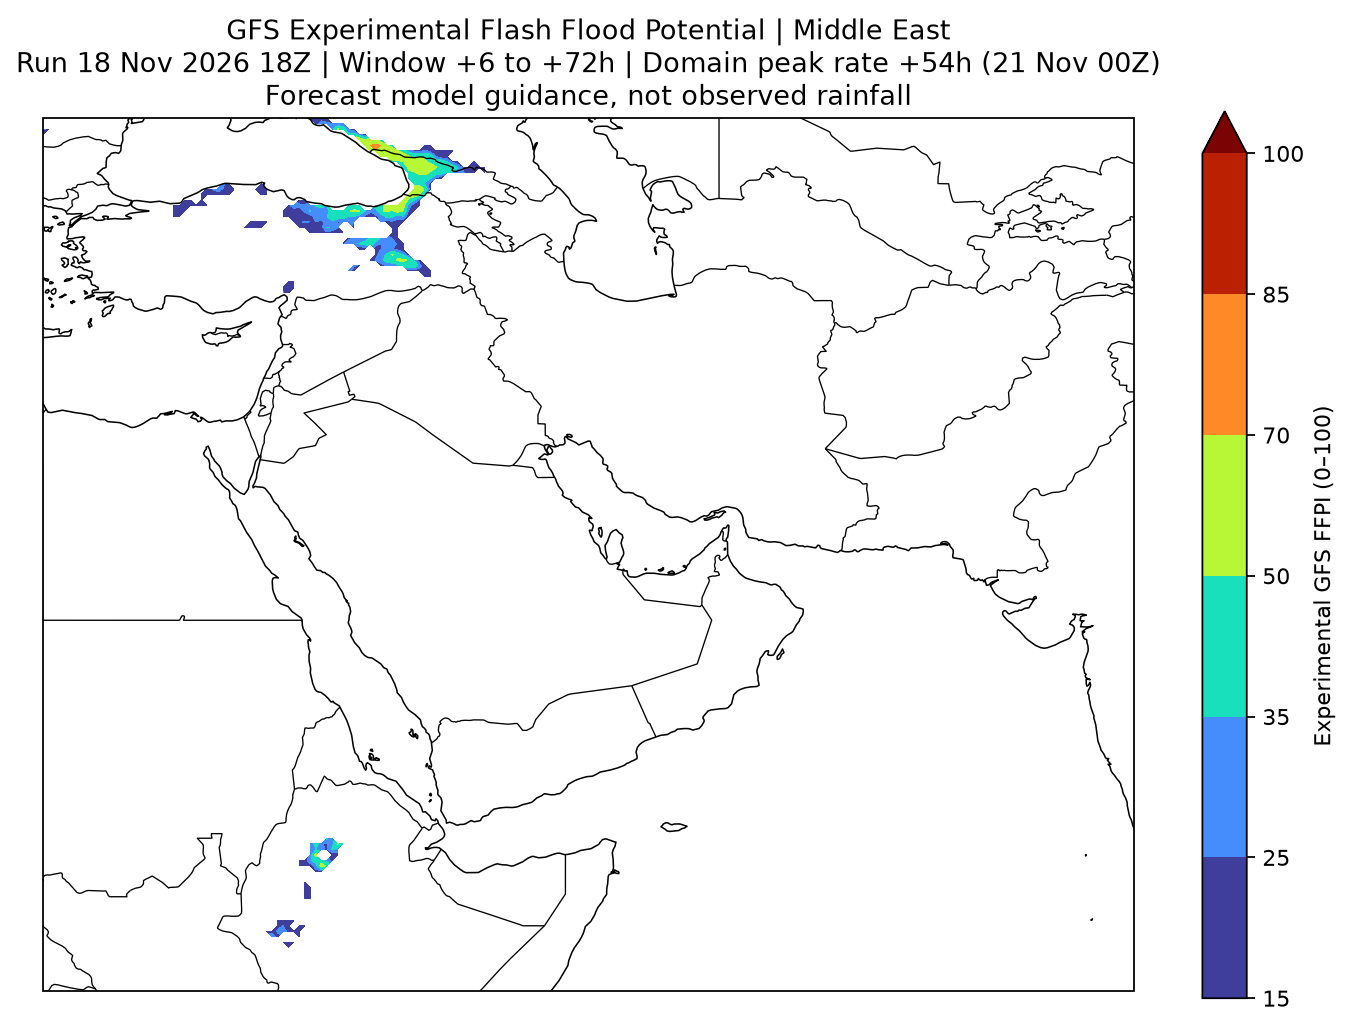 GFS Experimental Flash Flood Potential | Middle East
Run 18 Nov 2026 18Z | Window +6 to +72h | Domain peak rate +54h (21 Nov 00Z)
Forecast model guidance, not observed rainfall
100
85
70
50
35
25
15
Experimental GFS FFPI (0–100)